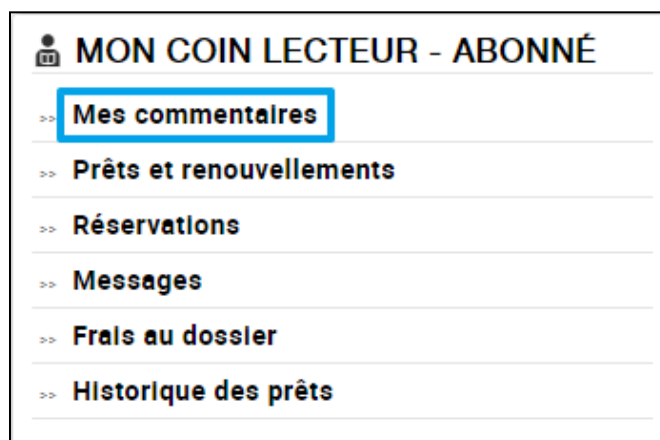 MON COIN LECTEUR - ABONNÉ
>> Mes commentaires
>> Prêts et renouvellements
>> Réservations
>> Messages
>> Frais au dossier
>> Historique des prêts